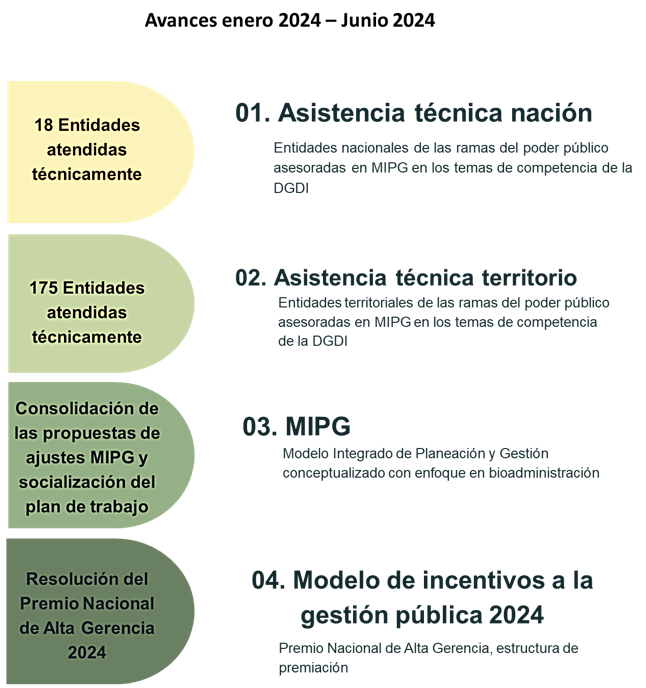 Avances enero 2024 – Junio 2024
18 Entidades
atendidas
técnicamente
01. Asistencia técnica nación
Entidades nacionales de las ramas del poder público
asesoradas en MIPG en los temas de competencia de la
DGDI
175 Entidades
atendidas
técnicamente
02. Asistencia técnica territorio
Entidades territoriales de las ramas del poder público
asesoradas en MIPG en los temas de competencia
de la DGDI
Consolidación de
las propuestas de
ajustes MIPG y
socialización del
plan de trabajo
03. MIPG
Modelo Integrado de Planeación y Gestión
conceptualizado con enfoque en bioadministración
Resolución del
Premio Nacional
de Alta Gerencia
2024
04. Modelo de incentivos a la
gestión pública 2024
Premio Nacional de Alta Gerencia, estructura de
premiación